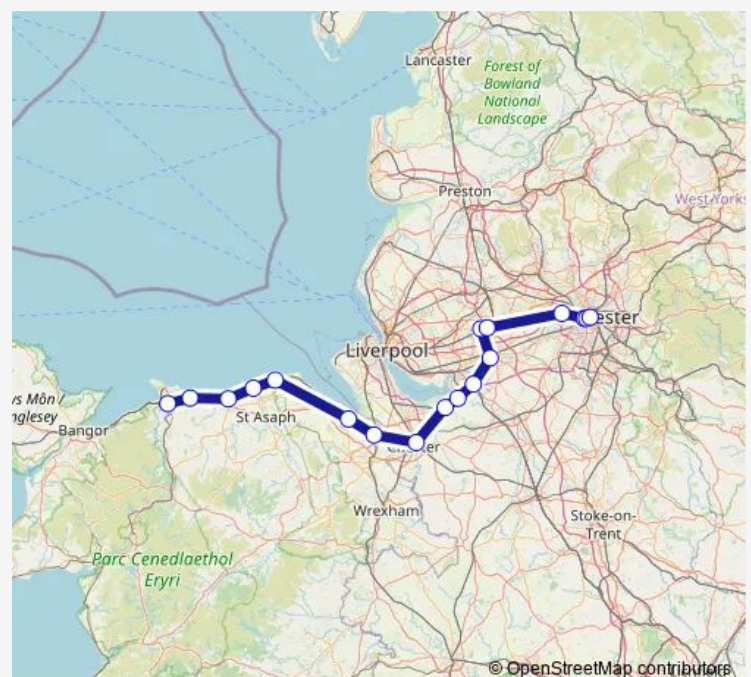 Lancaster
Forest of
Bowland
National
Landscape
Preston
West Yorks
ester
Liverpool
ys Môn /
nglesey
Bangor
St Asaph
Wrexham
Stoke-on-
Trent
Parc Cenedlaethol
Eryri
© OpenStreetMap contributors